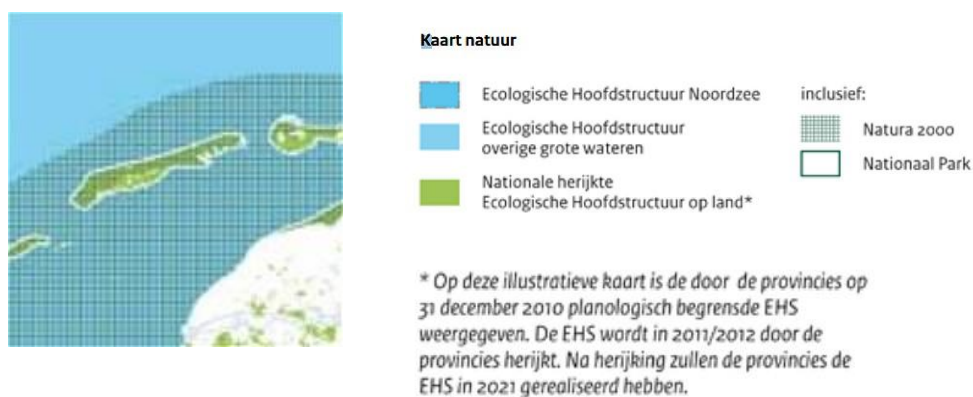 Kaart natuur
Ecologische Hoofdstructuur Noordzee
Ecologische Hoofdstructuur
overige grote wateren
Nationale herijkte
Ecologische Hoofdstructuur op land*
inclusief:
Natura 2000
Nationaal Park
* Op deze illustratieve kaart is de door de provincies op
31 december 2010 planologisch begrensde EHS
weergegeven. De EHS wordt in 2011/2012 door de
provincies herijkt. Na herijking zullen de provincies de
EHS in 2021 gerealiseerd hebben.